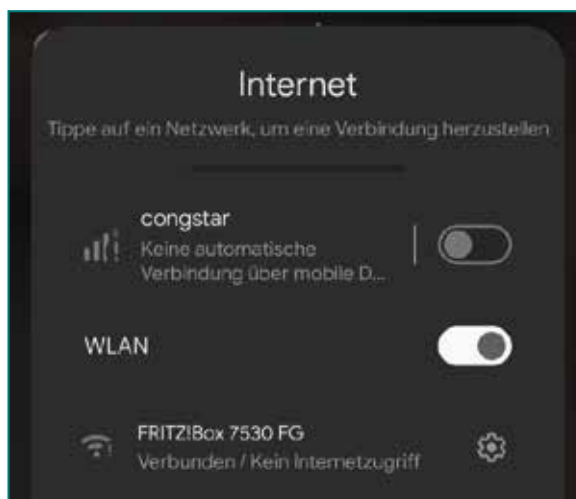 Internet
Tippe auf ein Netzwerk, um eine Verbindung herzustellen
congstar
Keine automatische
Verbindung über mobile D...
WLAN
FRITZ!Box 7530 FG
Verbunden / Kein Internetzugriff